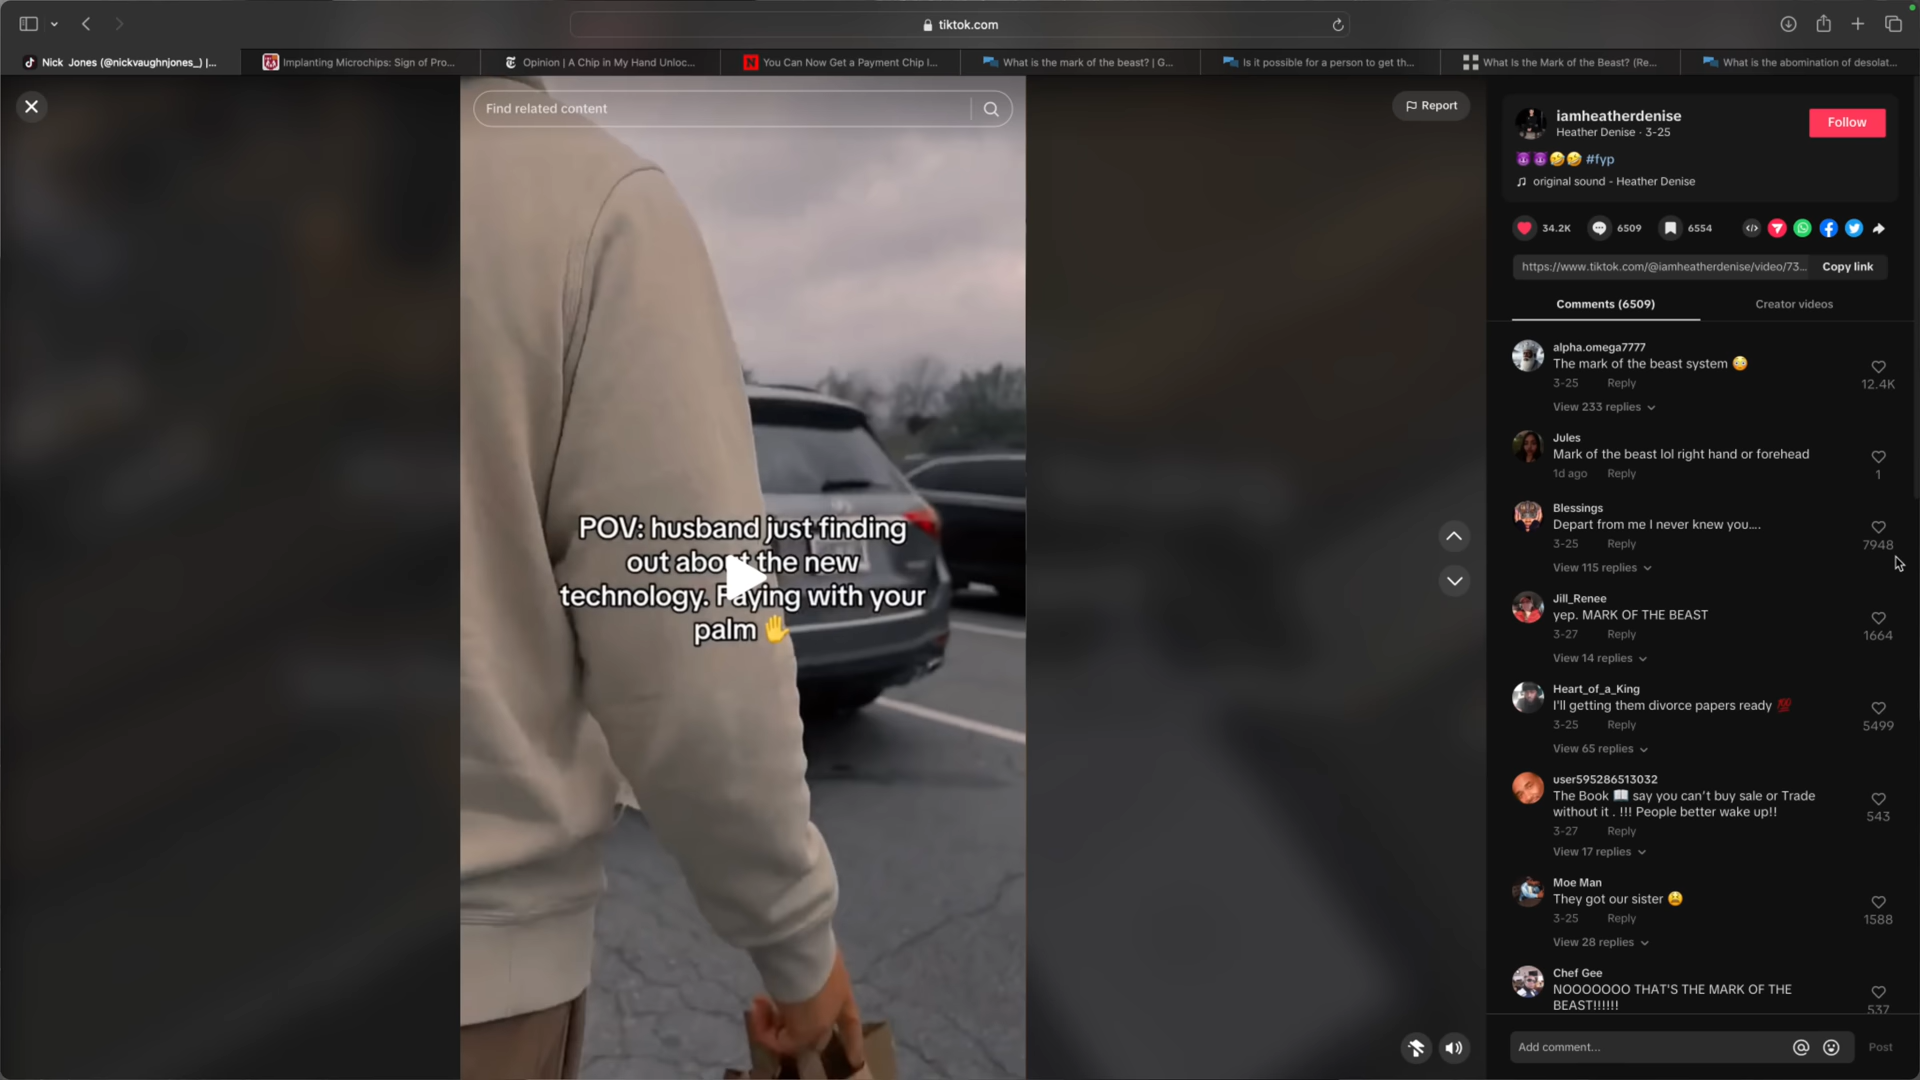 tiktok.com
Nick Jones (@nickvaughnjones_) |...
Implanting Microchips: Sign of Pro...
Opinion | A Chip in My Hand Unloc...
You Can Now Get a Payment Chip I...
What is the mark of the beast? | G...
Is it possible for a person to get th...
What Is the Mark of the Beast? (Re...
What is the abomination of desolat...
Find related content
Report
POV: husband just finding
out about the new
technology. Paying with your
palm 🤚
iamheatherdenise
Heather Denise · 3-25
Follow
😈😈🤣🤣 #fyp
♫ original sound - Heather Denise
34.2K
6509
6554
https://www.tiktok.com/@iamheatherdenise/video/73...
Copy link
Comments (6509)
Creator videos
alpha.omega7777
The mark of the beast system 😳
3-25 Reply
12.4K
View 233 replies
Jules
Mark of the beast lol right hand or forehead
1d ago Reply
1
Blessings
Depart from me I never knew you....
3-25 Reply
7948
View 115 replies
Jill_Renee
yep. MARK OF THE BEAST
3-27 Reply
1664
View 14 replies
Heart_of_a_King
I'll getting them divorce papers ready 💯
3-25 Reply
5499
View 65 replies
user595286513032
The Book 📖 say you can't buy sale or Trade
without it . !!! People better wake up!!
3-27 Reply
543
View 17 replies
Moe Man
They got our sister 😫
3-25 Reply
1588
View 28 replies
Chef Gee
NOOOOOOO THAT'S THE MARK OF THE
BEAST!!!!!!
537
Add comment...
Post